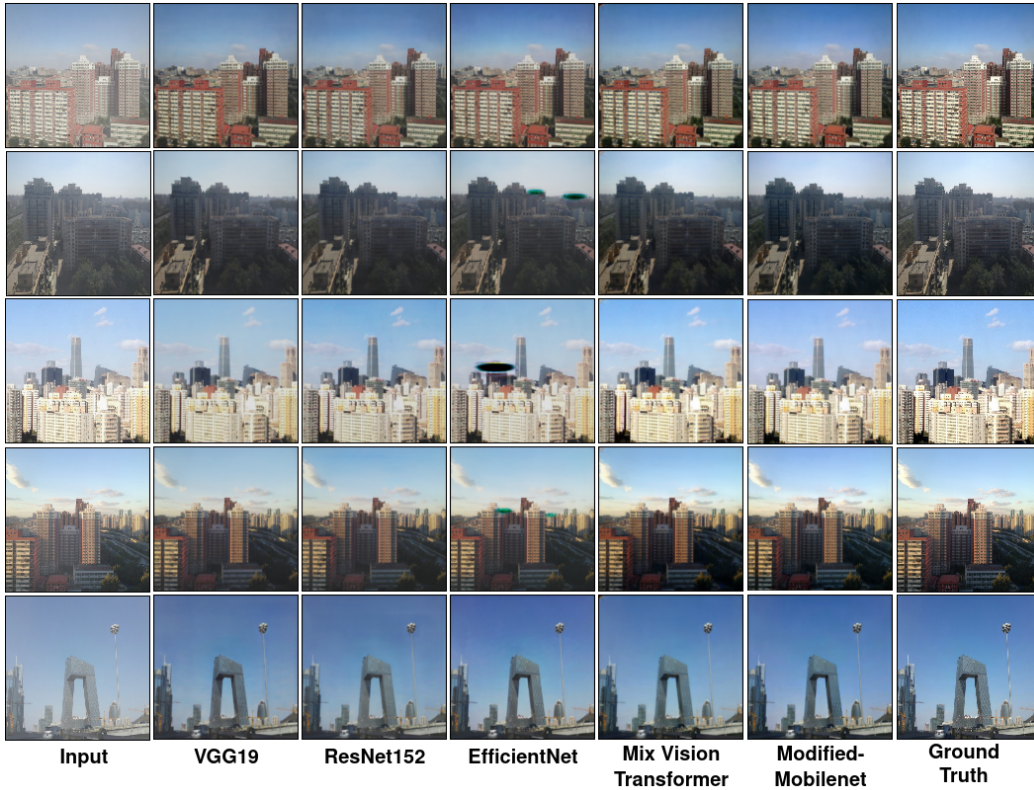 Input
VGG19
ResNet152
EfficientNet
Mix Vision
Transformer
Modified-
Mobilenet
Ground
Truth